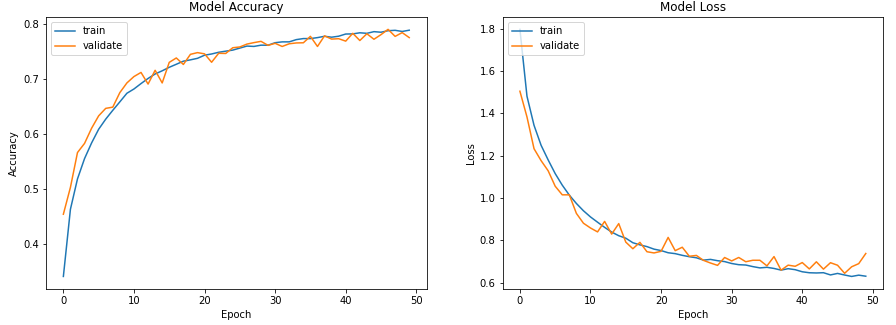 Model Accuracy
train
validate
Accuracy
0.8
0.7
0.6
0.5
0.4
0 10 20 30 40 50
Epoch
Model Loss
train
validate
Loss
1.8
1.6
1.4
1.2
1.0
0.8
0.6
0 10 20 30 40 50
Epoch